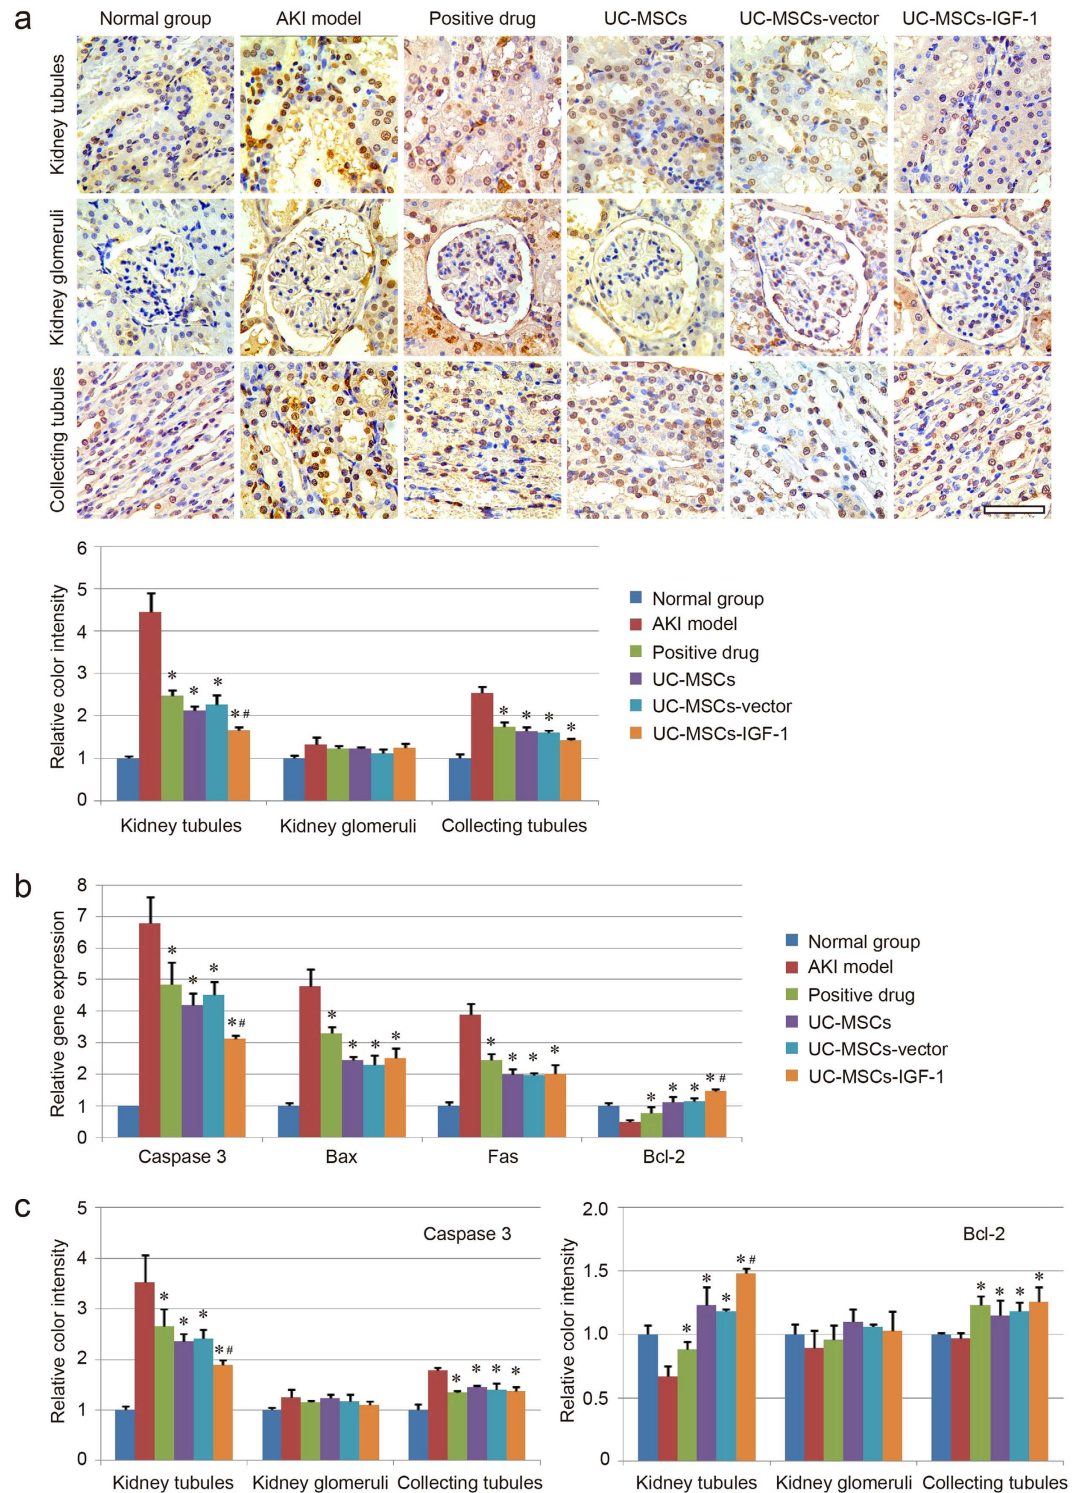 a
Normal group
AKI model
Positive drug
UC-MSCs
UC-MSCs-vector
UC-MSCs-IGF-1
Kidney tubules
Kidney glomeruli
Collecting tubules
Relative color intensity
6
5
4
3
2
1
0
* * * *#
* * * *
Kidney tubules
Kidney glomeruli
Collecting tubules
Normal group
AKI model
Positive drug
UC-MSCs
UC-MSCs-vector
UC-MSCs-IGF-1
b
Relative gene expression
8
7
6
5
4
3
2
1
0
* * * *#
* * * *
* * * *
* * * *#
Caspase 3
Bax
Fas
Bcl-2
Normal group
AKI model
Positive drug
UC-MSCs
UC-MSCs-vector
UC-MSCs-IGF-1
c
Relative color intensity
5
4
3
2
1
0
Caspase 3
* * * *#
* * * *
Kidney tubules
Kidney glomeruli
Collecting tubules
Relative color intensity
2.0
1.5
1.0
0.5
0
Bcl-2
* * * *#
* * * *
Kidney tubules
Kidney glomeruli
Collecting tubules